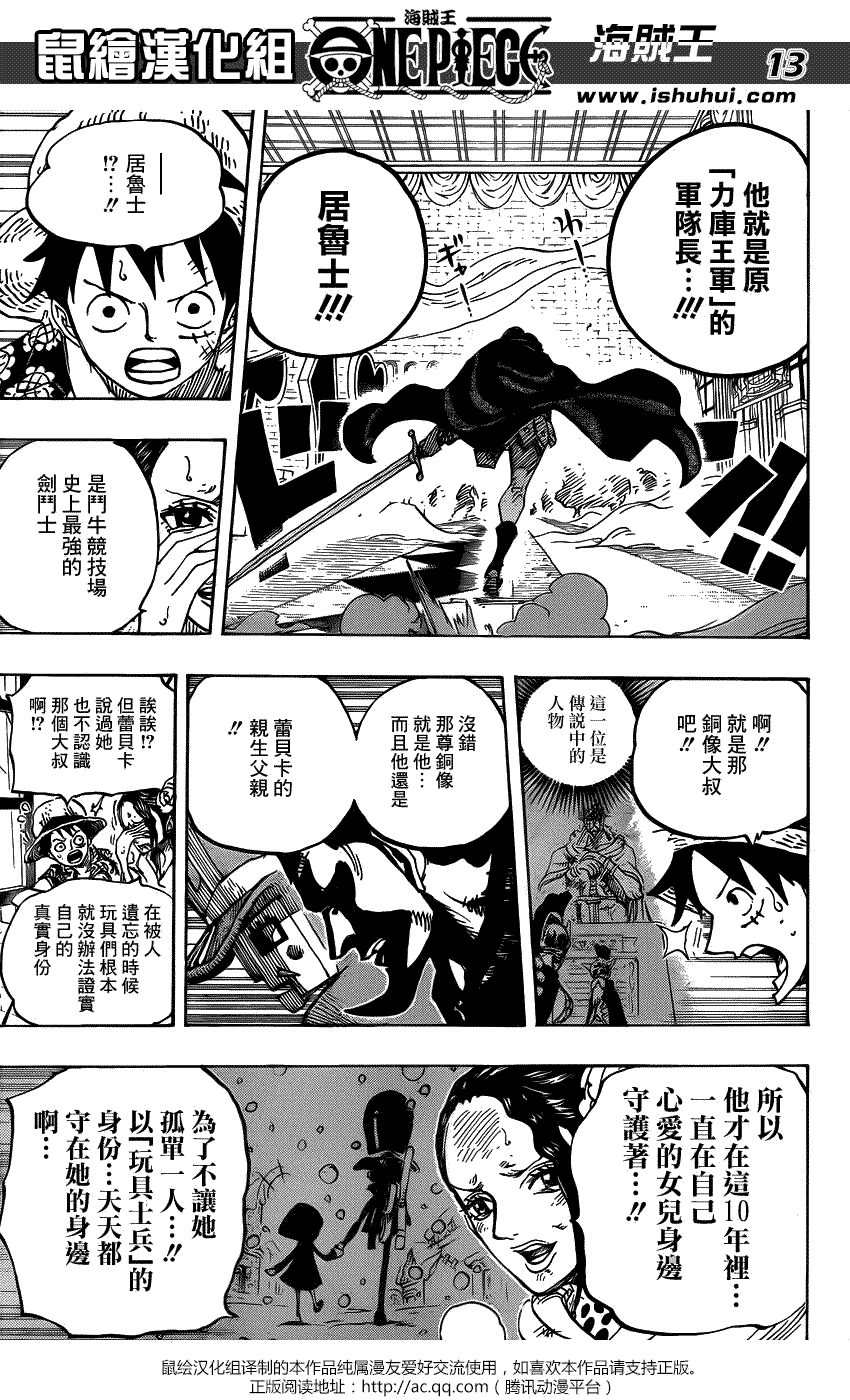 鼠繪漢化組
海賊王
ONE PIECE
海賊王
13
www.ishuhui.com
他就是原
「力庫王軍」的
軍隊長…!!!
居魯士!!!
居魯士
!?…!!
是鬥牛競技場
史上最強的
劍鬥士
啊!!
就是那
銅像大叔
吧!!
這一位是
傳説中的
人物
沒錯
那尊銅像
就是他…
而且他還是
蕾貝卡的
親生父親
!!
誒誒!?
但蕾貝卡
說過她
也不認識
那個大叔
啊!?
在被人
遺忘的時候
玩具們根本
就沒辦法證實
自己的
真實身份
所以
他才在這10年裡…
一直在自己
心愛的女兒身邊
守護著…!!
為了不讓她
孤單一人…!!
以「玩具士兵」的
身份…天天都
守在她的身邊
啊…
鼠绘汉化组译制的本作品纯属漫友爱好交流使用，如喜欢本作品请支持正版。
正版阅读地址：http://ac.qq.com（腾讯动漫平台）